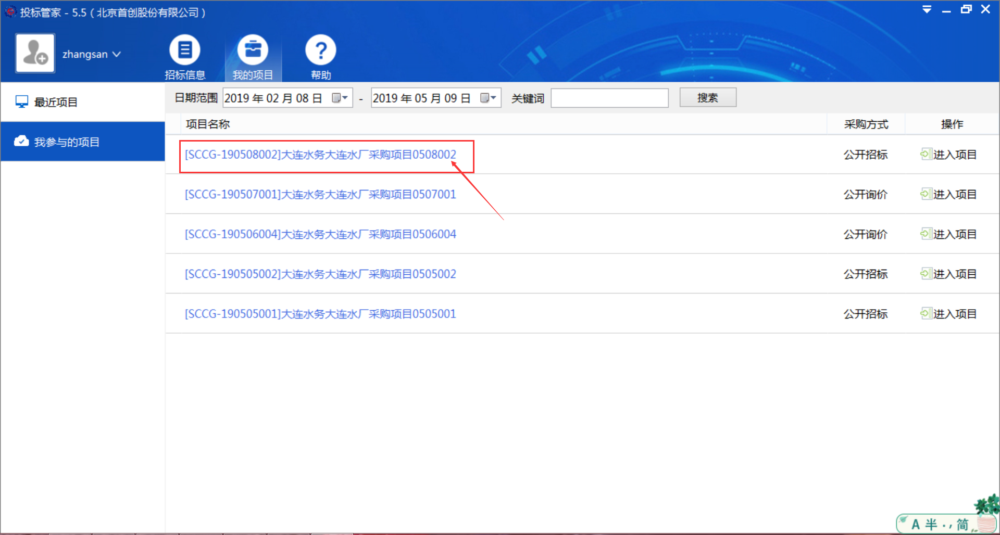 投标管家 - 5.5 ( 北京首创股份有限公司 )
zhangsan
招标信息
我的项目
帮助
最近项目
我参与的项目
日期范围 2019 年 02 月 08 日 - 2019 年 05 月 09 日 关键词 搜索
项目名称 采购方式 操作
[SCCG-190508002]大连水务大连水厂采购项目0508002 公开招标 进入项目
[SCCG-190507001]大连水务大连水厂采购项目0507001 公开询价 进入项目
[SCCG-190506004]大连水务大连水厂采购项目0506004 公开询价 进入项目
[SCCG-190505002]大连水务大连水厂采购项目0505002 公开招标 进入项目
[SCCG-190505001]大连水务大连水厂采购项目0505001 公开招标 进入项目
A 半 ·, 简